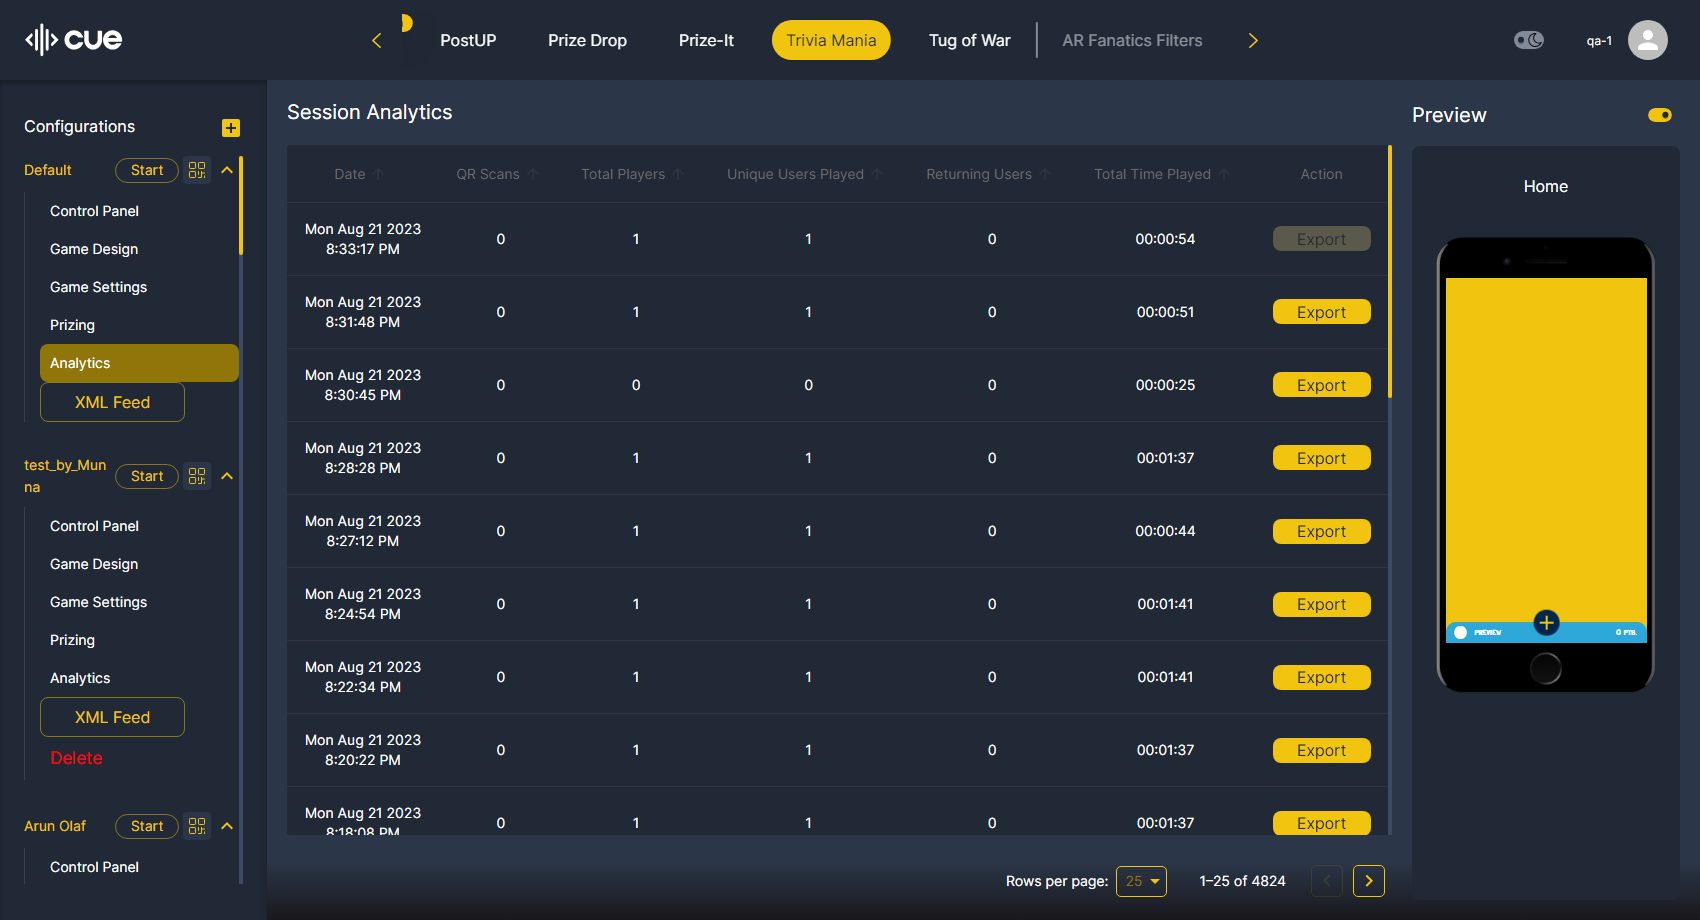 cue
PostUP
Prize Drop
Prize-It
Trivia Mania
Tug of War
AR Fanatics Filters
qa-1
Configurations
Default
Start
Control Panel
Game Design
Game Settings
Prizing
Analytics
XML Feed
test_by_Mun
na
Start
Control Panel
Game Design
Game Settings
Prizing
Analytics
XML Feed
Delete
Arun Olaf
Start
Control Panel
Session Analytics
Date QR Scans Total Players Unique Users Played Returning Users Total Time Played Action
Mon Aug 21 2023
8:33:17 PM 0 1 1 0 00:00:54 Export
Mon Aug 21 2023
8:31:48 PM 0 1 1 0 00:00:51 Export
Mon Aug 21 2023
8:30:45 PM 0 0 0 0 00:00:25 Export
Mon Aug 21 2023
8:28:28 PM 0 1 1 0 00:01:37 Export
Mon Aug 21 2023
8:27:12 PM 0 1 1 0 00:00:44 Export
Mon Aug 21 2023
8:24:54 PM 0 1 1 0 00:01:41 Export
Mon Aug 21 2023
8:22:34 PM 0 1 1 0 00:01:41 Export
Mon Aug 21 2023
8:20:22 PM 0 1 1 0 00:01:37 Export
Mon Aug 21 2023
8:18:08 PM 0 1 1 0 00:01:37 Export
Rows per page: 25 1–25 of 4824
Preview
Home
PREVIEW
0 PTS.